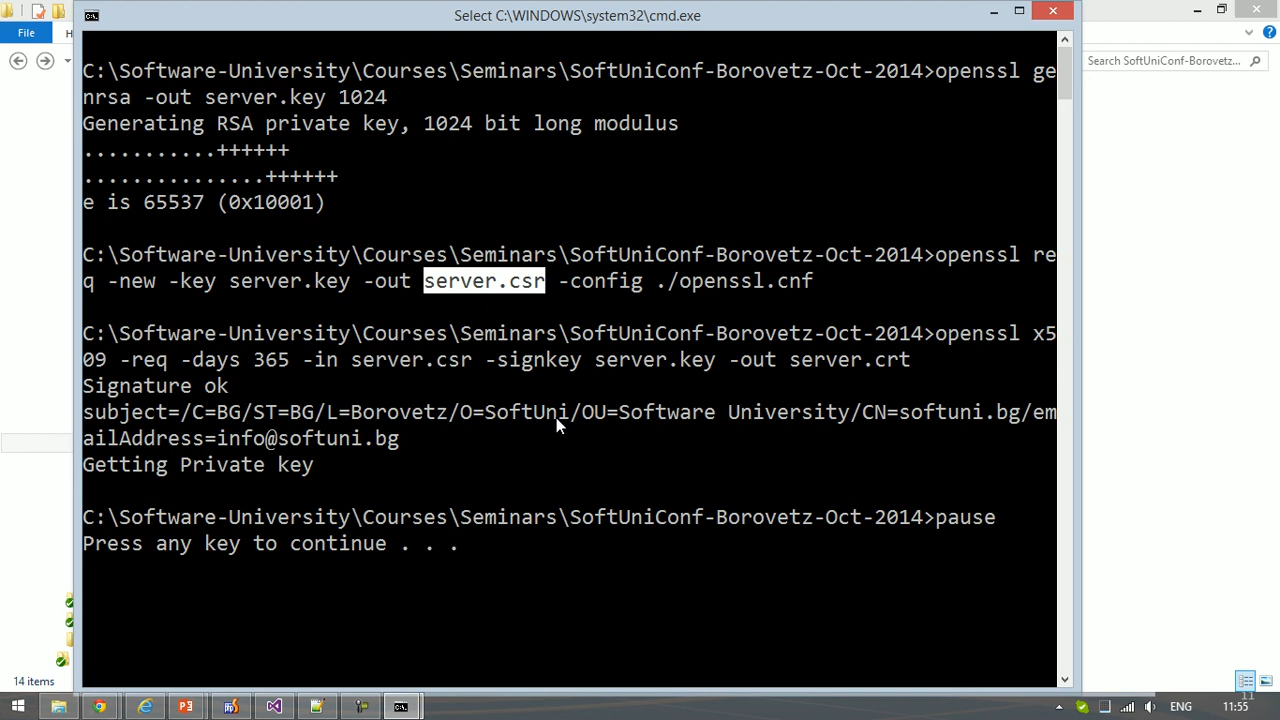 Select C:\WINDOWS\system32\cmd.exe
File
H
Search SoftUniConf-Borovetz...
C:\Software-University\Courses\Seminars\SoftUniConf-Borovetz-Oct-2014>openssl ge
nrsa -out server.key 1024
Generating RSA private key, 1024 bit long modulus
...........++++++
...............++++++
e is 65537 (0x10001)
C:\Software-University\Courses\Seminars\SoftUniConf-Borovetz-Oct-2014>openssl re
q -new -key server.key -out server.csr -config ./openssl.cnf
C:\Software-University\Courses\Seminars\SoftUniConf-Borovetz-Oct-2014>openssl x5
09 -req -days 365 -in server.csr -signkey server.key -out server.crt
Signature ok
subject=/C=BG/ST=BG/L=Borovetz/O=SoftUni/OU=Software University/CN=softuni.bg/em
ailAddress=info@softuni.bg
Getting Private key
C:\Software-University\Courses\Seminars\SoftUniConf-Borovetz-Oct-2014>pause
Press any key to continue . . .
14 items
11
ENG
11:55